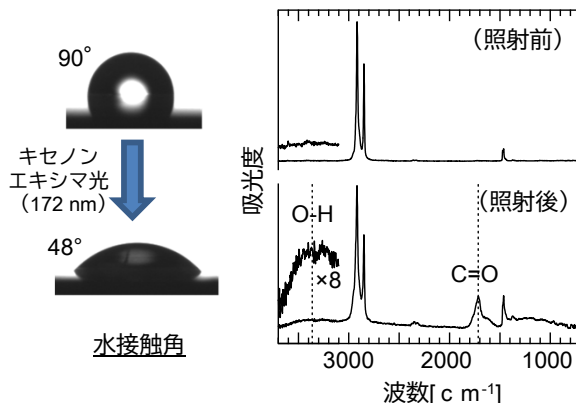 90°
キセノン
エキシマ光
（172 nm）
48°
水接触角
吸光度
（照射前）
（照射後）
O-H
×8
C=O
3000
2000
1000
波数[ c m⁻¹]